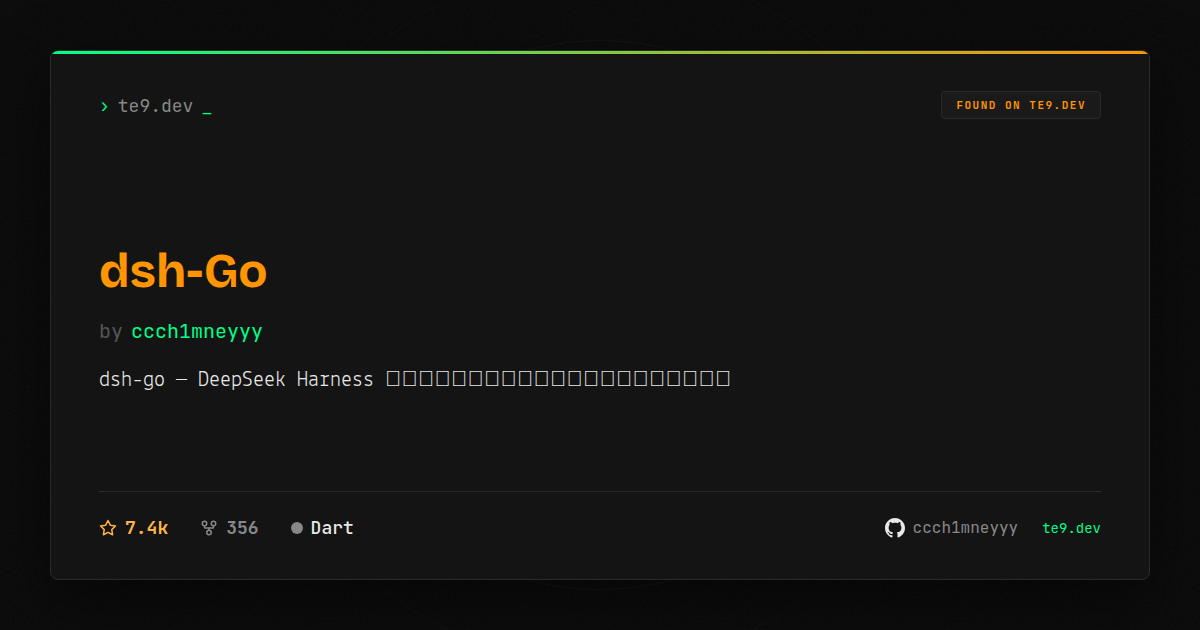 › te9.dev _
FOUND ON TE9.DEV
dsh-Go
by ccch1mneyyy
dsh-go — DeepSeek Harness
7.4k
356
Dart
ccch1mneyyy
te9.dev